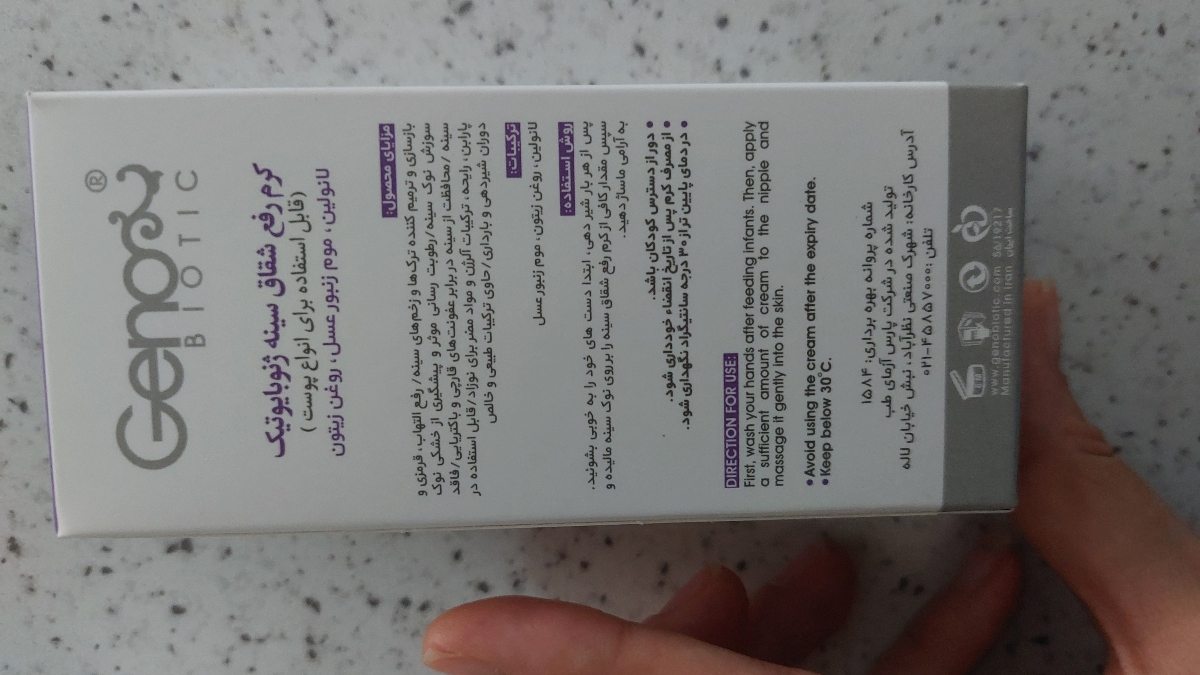 Geno
®
BIOTIC
کرم رفع شقاق سینه ژنوبایوتیک
(قابل استفاده برای انواع پوست)
لانولین، موم زنبور عسل، روغن زیتون
مزایای محصول:
بازسازی و ترمیم کننده ترک‌ها و زخم‌های سینه/ رفع التهاب، قرمزی و
سوزش نوک سینه/رطوبت رسانی موثر و پیشگیری از خشکی نوک
سینه /محافظت از سینه در برابر عفونت‌های قارچی و باکتریایی/فاقد
پارابن، رایحه، ترکیبات آلرژن و مواد مضر برای نوزاد/قابل استفاده در
دوران شیردهی و بارداری/حاوی ترکیبات طبیعی و خالص
ترکیبات:
لانولین، روغن زیتون، موم زنبور عسل
روش استفاده:
پس از هر بار شیر دهی، ابتدا دست های خود را به خوبی بشوئید.
سپس مقدار کافی از کرم رفع شقاق سینه را بر روی نوک سینه مالیده و
به آرامی ماساژ دهید.
• دور از دسترس کودکان باشد.
• از مصرف کرم پس از تاریخ انقضاء خودداری شود.
• در دمای پایین تر از ۳۰ درجه سانتیگراد نگهداری شود.
DIRECTION FOR USE:
First, wash your hands after feeding infants. Then, apply
a sufficient amount of cream to the nipple and
massage it gently into the skin.
•Avoid using the cream after the expiry date.
•Keep below 30°C.
شماره پروانه بهره برداری: ۱۵۸۴
تولید شده در شرکت پارس آزمای طب
آدرس کارخانه: شهرک صنعتی نظرآباد، نبش خیابان لاله
تلفن: ۴۵۸۵۷۰۰۰-۰۲۱
www.genobiotic.com 56/19217
Manufactured in Iran ساخت ایران